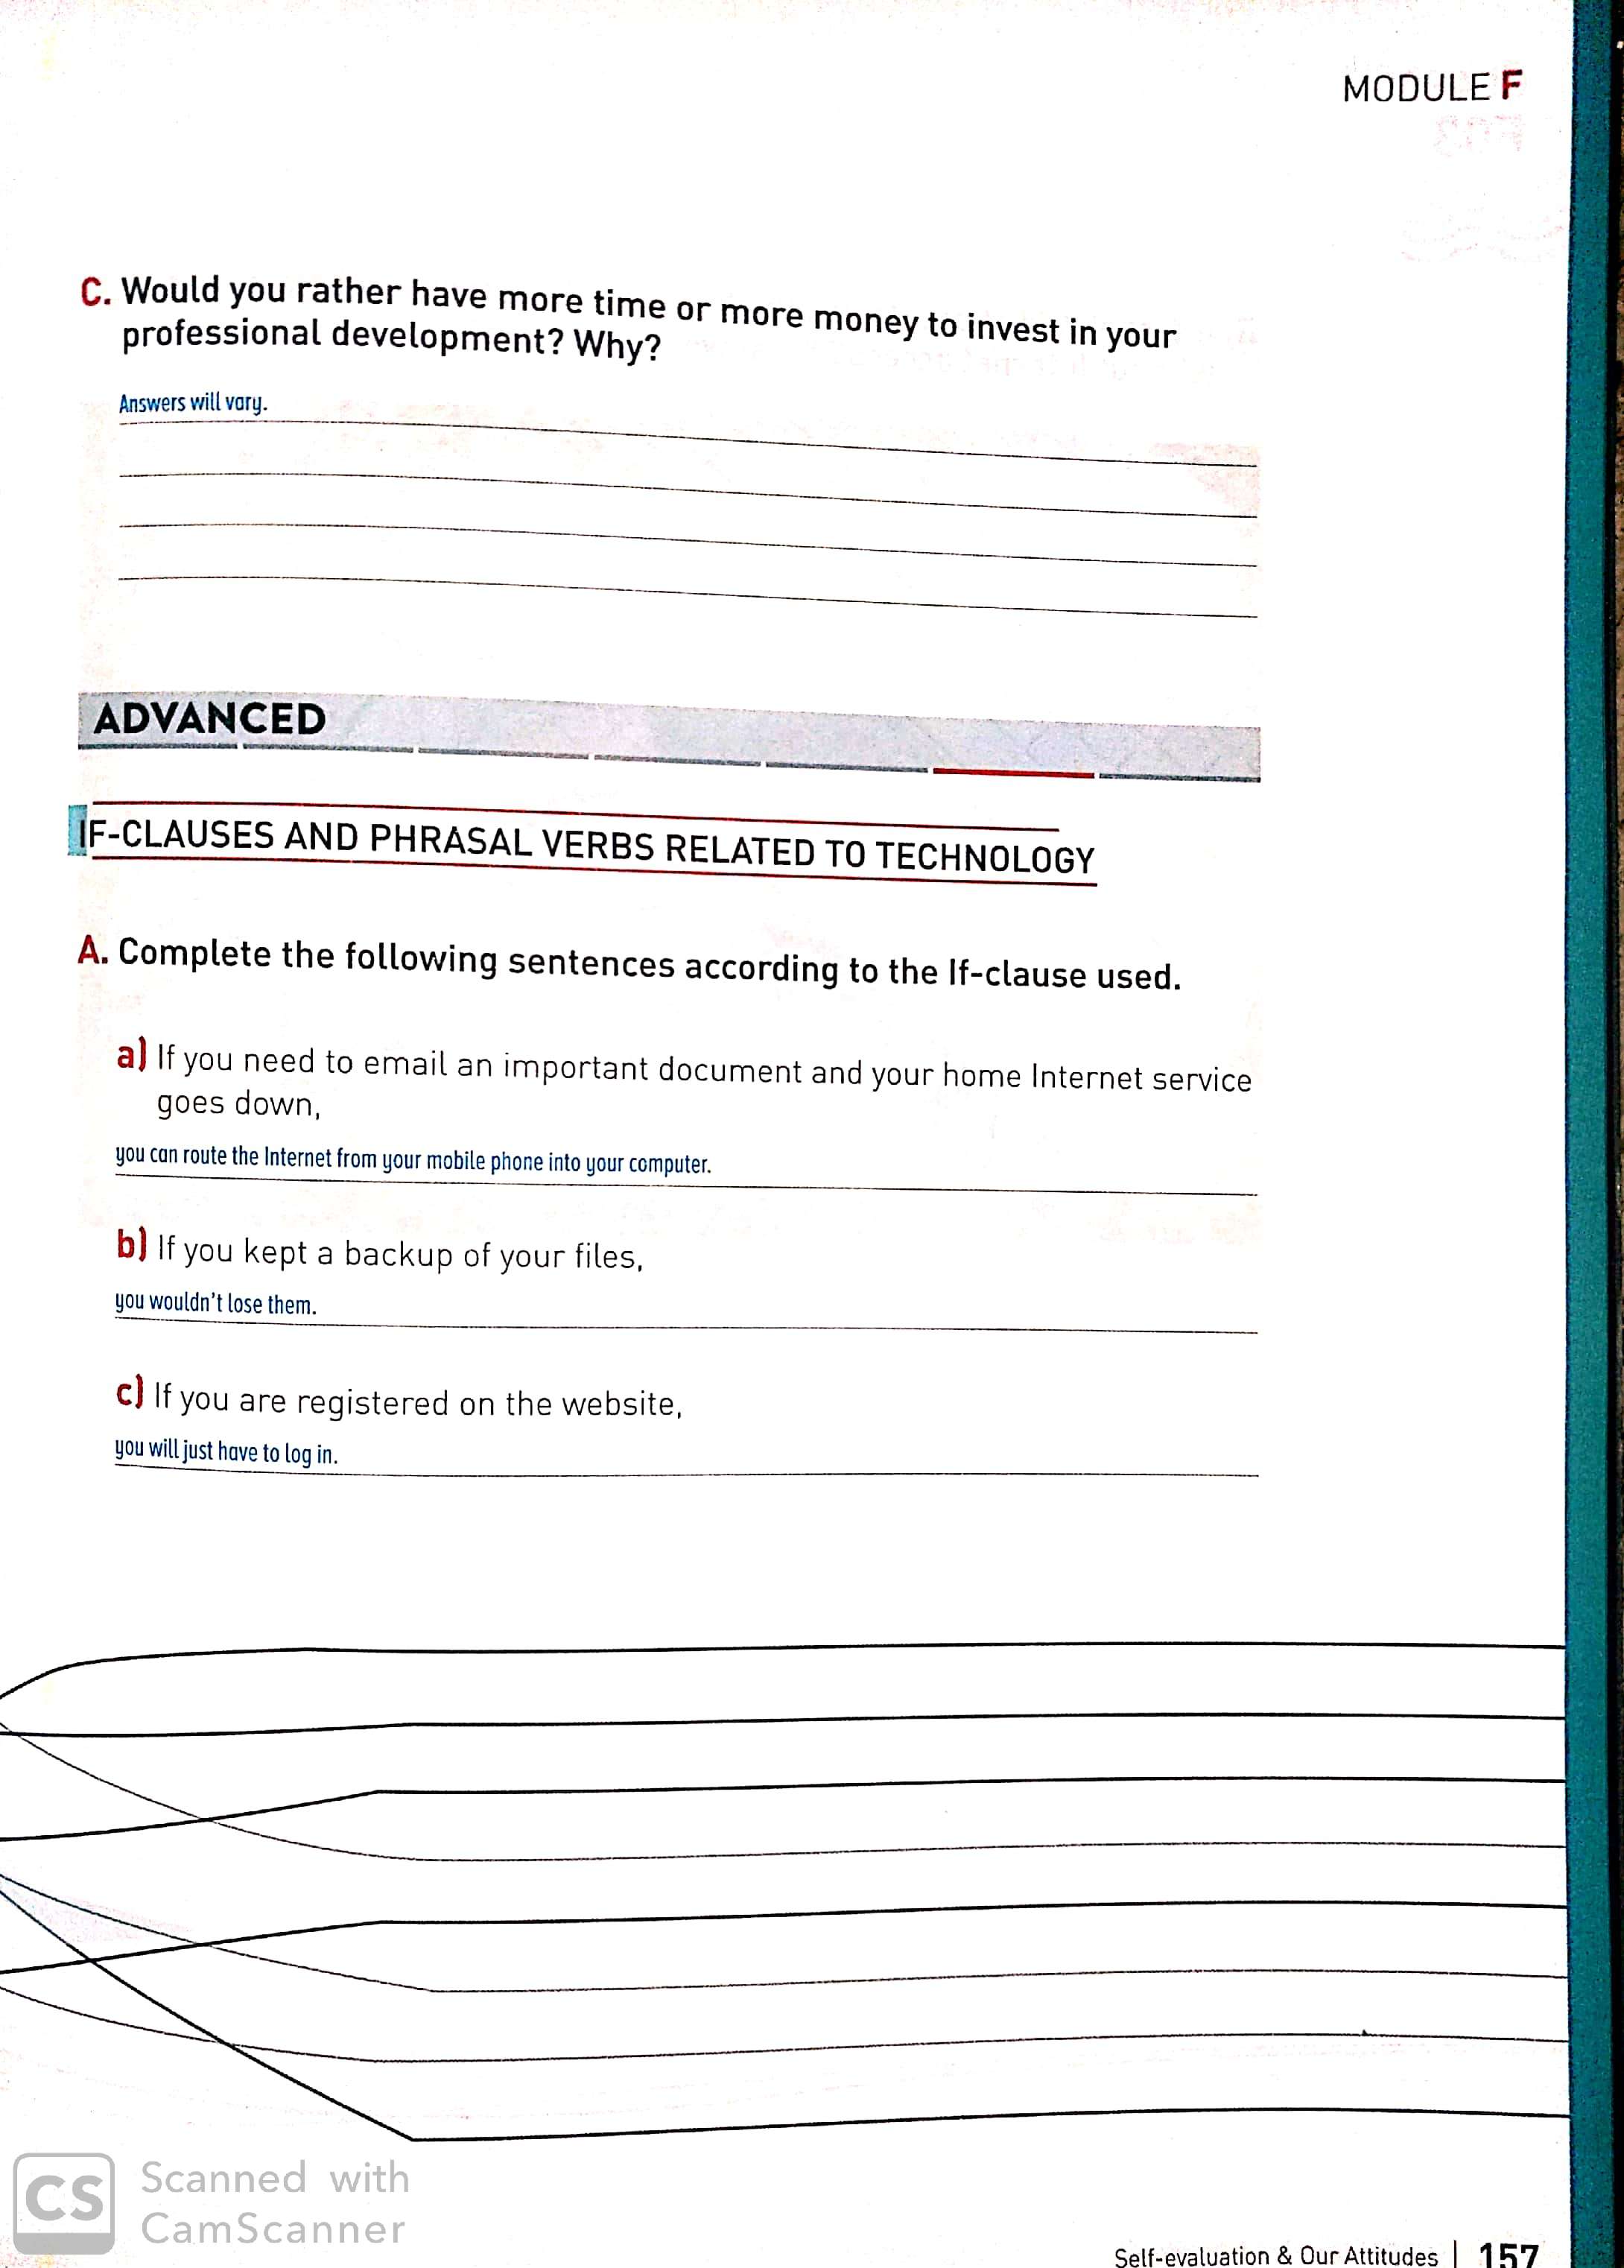 MODULE F
C. Would you rather have more time or more money to invest in your
professional development? Why?
Answers will vary.
ADVANCED
IF-CLAUSES AND PHRASAL VERBS RELATED TO TECHNOLOGY
A. Complete the following sentences according to the If-clause used.
a) If you need to email an important document and your home Internet service
goes down,
you can route the Internet from your mobile phone into your computer.
b) If you kept a backup of your files,
you wouldn't lose them.
c) If you are registered on the website,
you will just have to log in.
CS Scanned with
CamScanner
Self-evaluation & Our Attitudes | 157